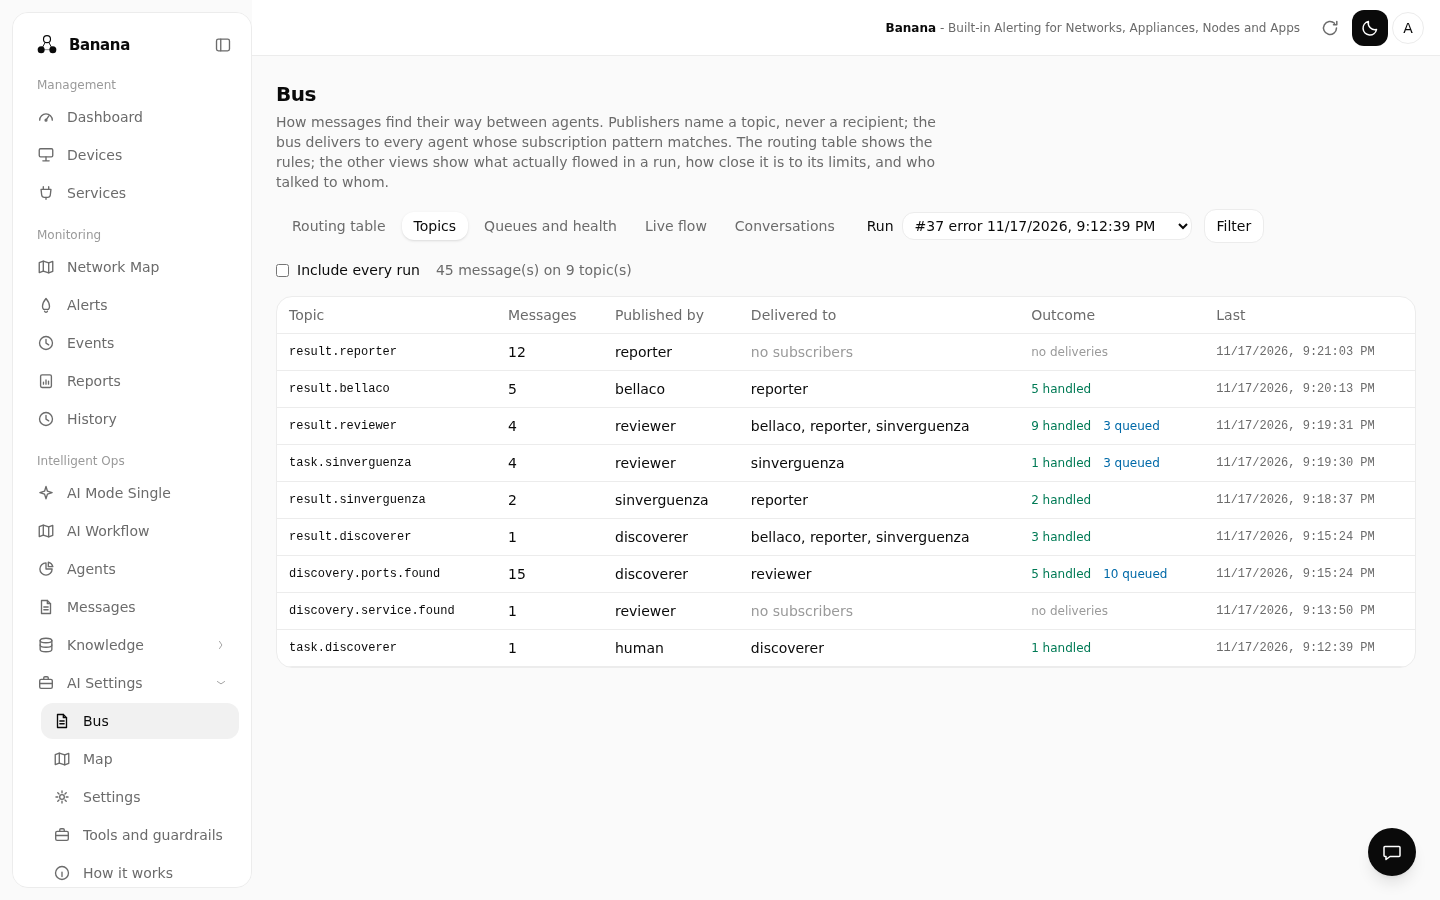 Banana
Management
Dashboard
Devices
Services
Monitoring
Network Map
Alerts
Events
Reports
History
Intelligent Ops
AI Mode Single
AI Workflow
Agents
Messages
Knowledge
AI Settings
Bus
Map
Settings
Tools and guardrails
How it works
Banana - Built-in Alerting for Networks, Appliances, Nodes and Apps
A
Bus
How messages find their way between agents. Publishers name a topic, never a recipient; the
bus delivers to every agent whose subscription pattern matches. The routing table shows the
rules; the other views show what actually flowed in a run, how close it is to its limits, and who
talked to whom.
Routing table Topics Queues and health Live flow Conversations Run #37 error 11/17/2026, 9:12:39 PM Filter
Include every run 45 message(s) on 9 topic(s)
Topic Messages Published by Delivered to Outcome Last
result.reporter 12 reporter no subscribers no deliveries 11/17/2026, 9:21:03 PM
result.bellaco 5 bellaco reporter 5 handled 11/17/2026, 9:20:13 PM
result.reviewer 4 reviewer bellaco, reporter, sinverguenza 9 handled 3 queued 11/17/2026, 9:19:31 PM
task.sinverguenza 4 reviewer sinverguenza 1 handled 3 queued 11/17/2026, 9:19:30 PM
result.sinverguenza 2 sinverguenza reporter 2 handled 11/17/2026, 9:18:37 PM
result.discoverer 1 discoverer bellaco, reporter, sinverguenza 3 handled 11/17/2026, 9:15:24 PM
discovery.ports.found 15 discoverer reviewer 5 handled 10 queued 11/17/2026, 9:15:24 PM
discovery.service.found 1 reviewer no subscribers no deliveries 11/17/2026, 9:13:50 PM
task.discoverer 1 human discoverer 1 handled 11/17/2026, 9:12:39 PM